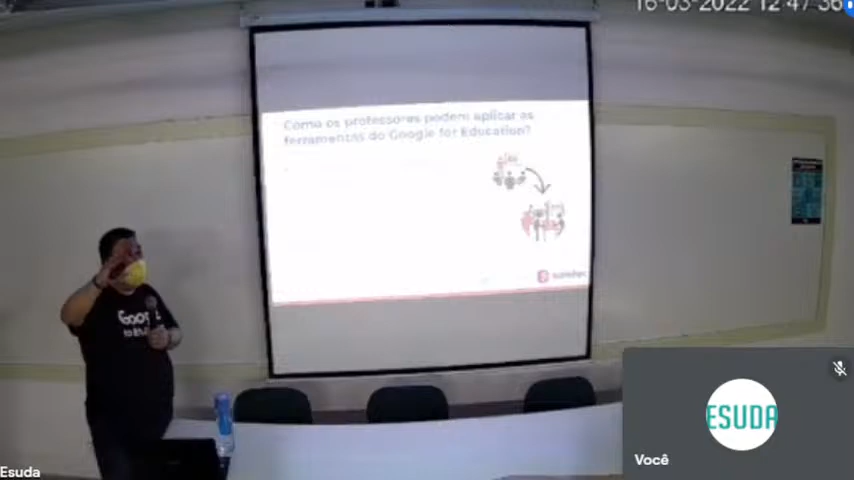 16-03-2022 12:47:36
Como os professores podem aplicar as
ferramentas do Google for Education?
Google
ESUDA
Você
Esuda